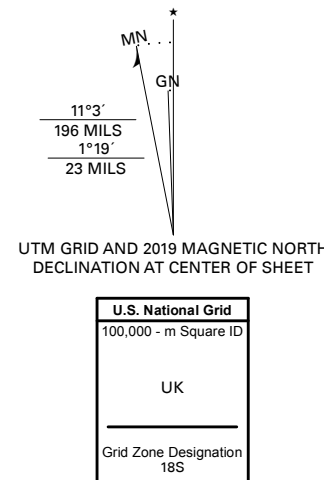 ★
MN
GN
11°3´
196 MILS
1°19´
23 MILS
UTM GRID AND 2019 MAGNETIC NORTH
DECLINATION AT CENTER OF SHEET
U.S. National Grid
100,000 - m Square ID
UK
Grid Zone Designation
18S